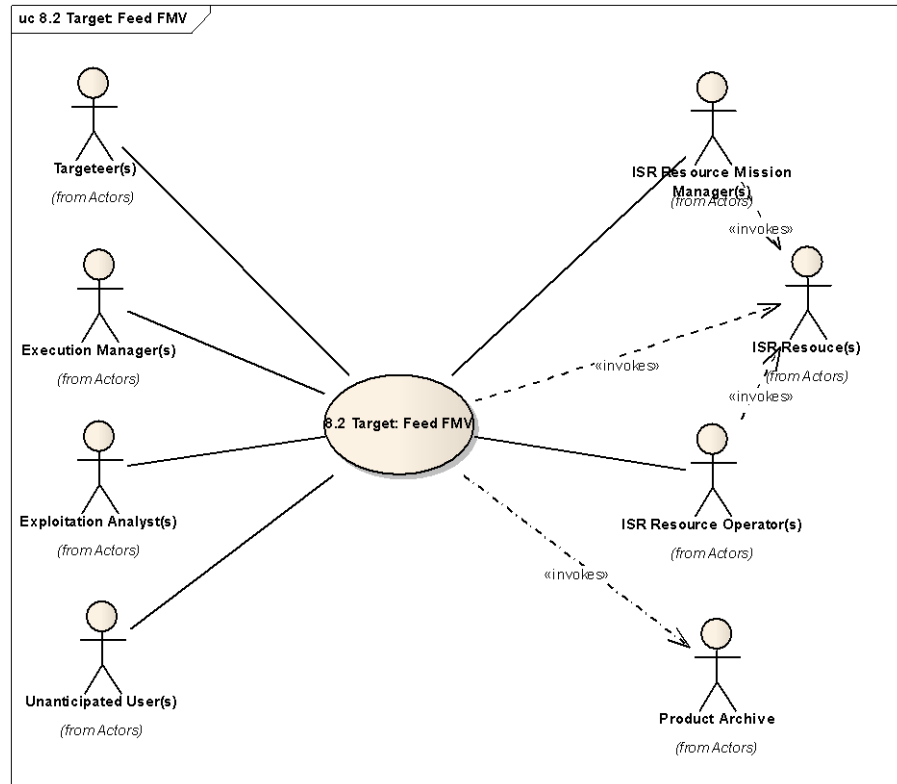 uc 8.2 Target: Feed FMV
Targeteer(s)
(from Actors)
ISR Resource Mission
Manager(s)
(from Actors)
«invokes»
Execution Manager(s)
(from Actors)
ISR Resouce(s)
(from Actors)
«invokes»
«invokes»
8.2 Target: Feed FMV
Exploitation Analyst(s)
(from Actors)
ISR Resource Operator(s)
(from Actors)
«invokes»
Unanticipated User(s)
(from Actors)
Product Archive
(from Actors)